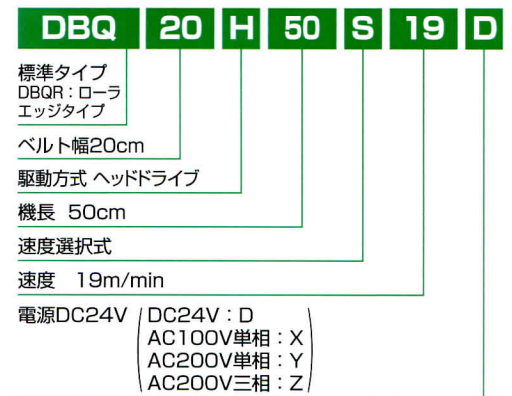 DBQ 20 H 50 S 19 D
標準タイプ
DBQR：ローラ
エッジタイプ
ベルト幅20cm
駆動方式 ヘッドドライブ
機長 50cm
速度選択式
速度 19m/min
電源DC24V（DC24V：D
AC100V単相：X
AC200V単相：Y
AC200V三相：Z）